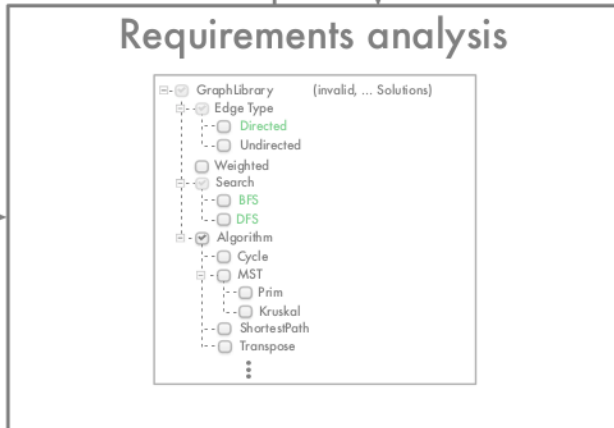 Requirements analysis
GraphLibrary (invalid, ... Solutions)
Edge Type
Directed
Undirected
Weighted
Search
BFS
DFS
Algorithm
Cycle
MST
Prim
Kruskal
ShortestPath
Transpose